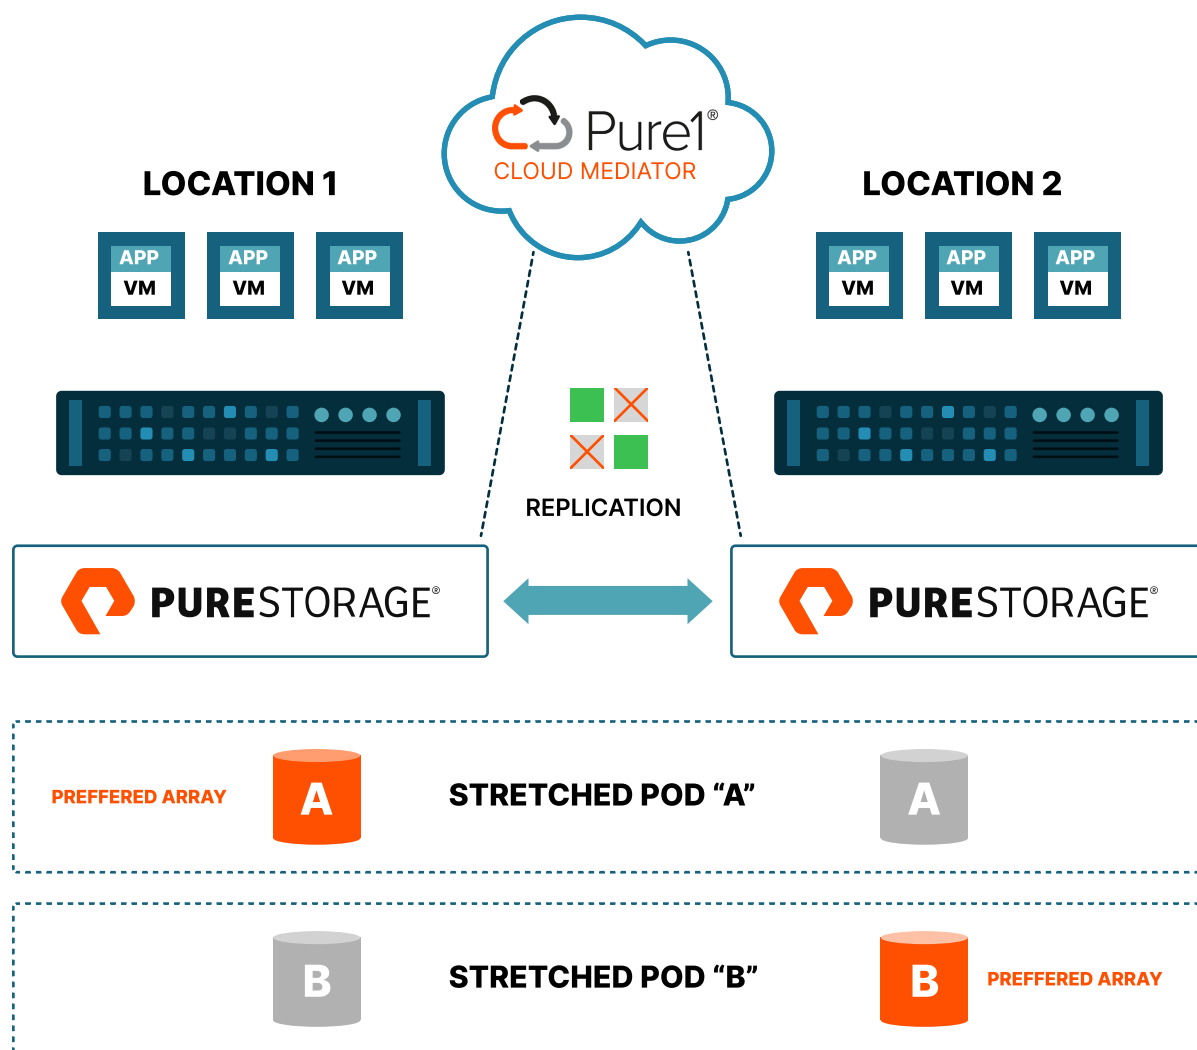 Pure1®
CLOUD MEDIATOR
LOCATION 1
LOCATION 2
APP
VM
APP
VM
APP
VM
APP
VM
APP
VM
APP
VM
REPLICATION
PURESTORAGE®
PURESTORAGE®
PREFFERED ARRAY
A
STRETCHED POD “A”
A
B
STRETCHED POD “B”
B
PREFFERED ARRAY